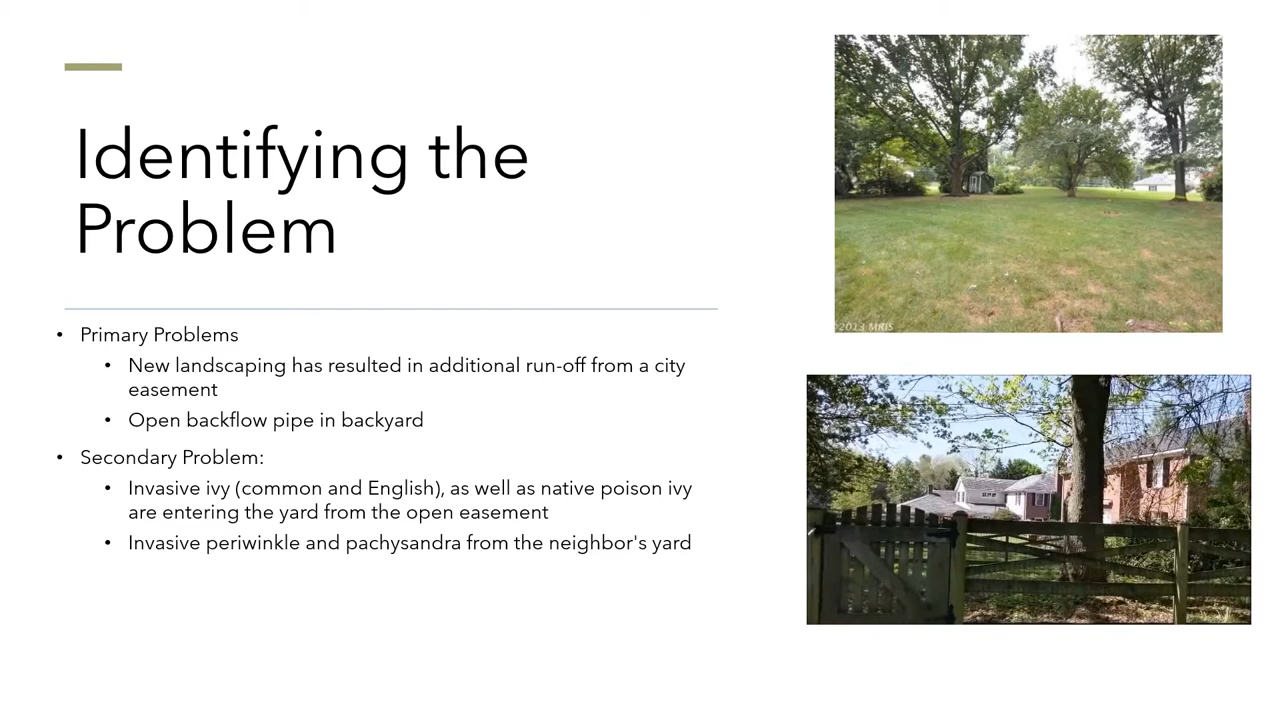 Identifying the
Problem
• Primary Problems
• New landscaping has resulted in additional run-off from a city
easement
• Open backflow pipe in backyard
• Secondary Problem:
• Invasive ivy (common and English), as well as native poison ivy
are entering the yard from the open easement
• Invasive periwinkle and pachysandra from the neighbor's yard
©2013 MRIS